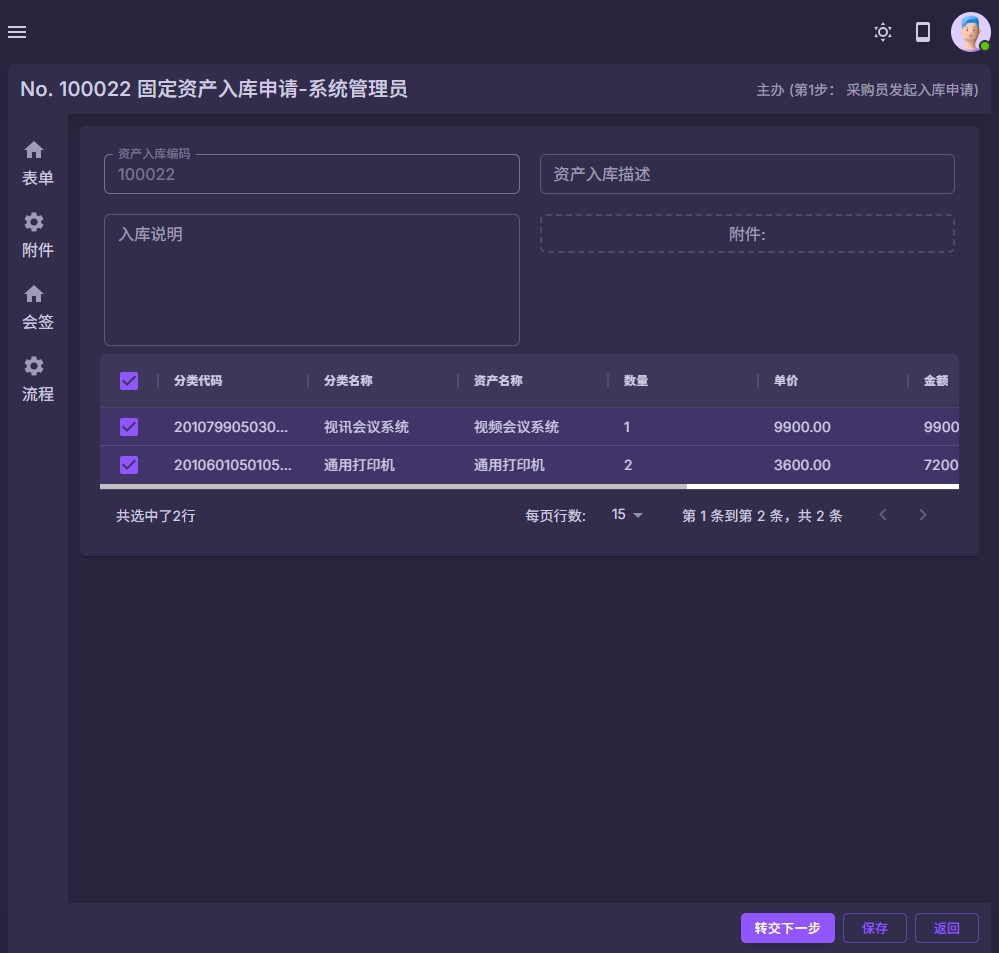 No. 100022 固定资产入库申请-系统管理员
主办 (第1步： 采购员发起入库申请)
表单
附件
会签
流程
资产入库编码
100022
资产入库描述
入库说明
附件:
分类代码 分类名称 资产名称 数量 单价 金额
201079905030... 视讯会议系统 视频会议系统 1 9900.00 9900
2010601050105... 通用打印机 通用打印机 2 3600.00 7200
共选中了2行 每页行数: 15 第 1 条到第 2 条，共 2 条
转交下一步 保存 返回